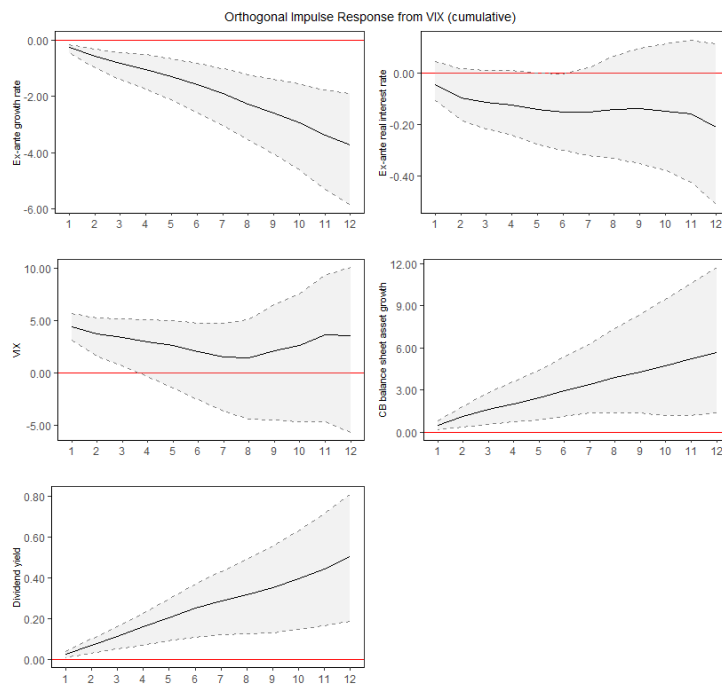 Orthogonal Impulse Response from VIX (cumulative)
Ex-ante growth rate
0.00
-2.00
-4.00
-6.00
1 2 3 4 5 6 7 8 9 10 11 12
Ex-ante real interest rate
0.00
-0.20
-0.40
1 2 3 4 5 6 7 8 9 10 11 12
VIX
10.00
5.00
0.00
-5.00
1 2 3 4 5 6 7 8 9 10 11 12
CB balance sheet asset growth
12.00
9.00
6.00
3.00
0.00
1 2 3 4 5 6 7 8 9 10 11 12
Dividend yield
0.80
0.60
0.40
0.20
0.00
1 2 3 4 5 6 7 8 9 10 11 12